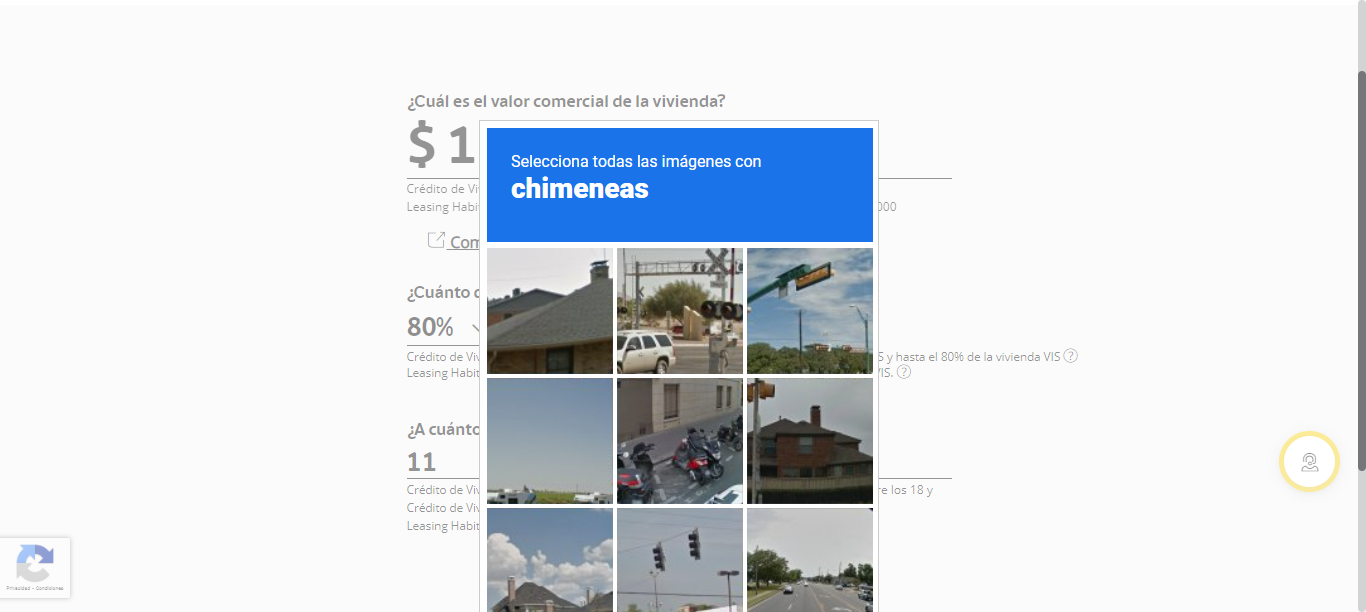 ¿Cuál es el valor comercial de la vivienda?
$ 1
Crédito de Vi
Leasing Habi
000
Com
¿Cuánto
80%
Crédito de Viv
S y hasta el 80% de la vivienda VIS ?
Leasing Habit
VIS. ?
¿A cuánto
11
Crédito de Viv
re los 18 y
Crédito de Viv
Leasing Habit
Selecciona todas las imágenes con
chimeneas
Privacidad - Condiciones